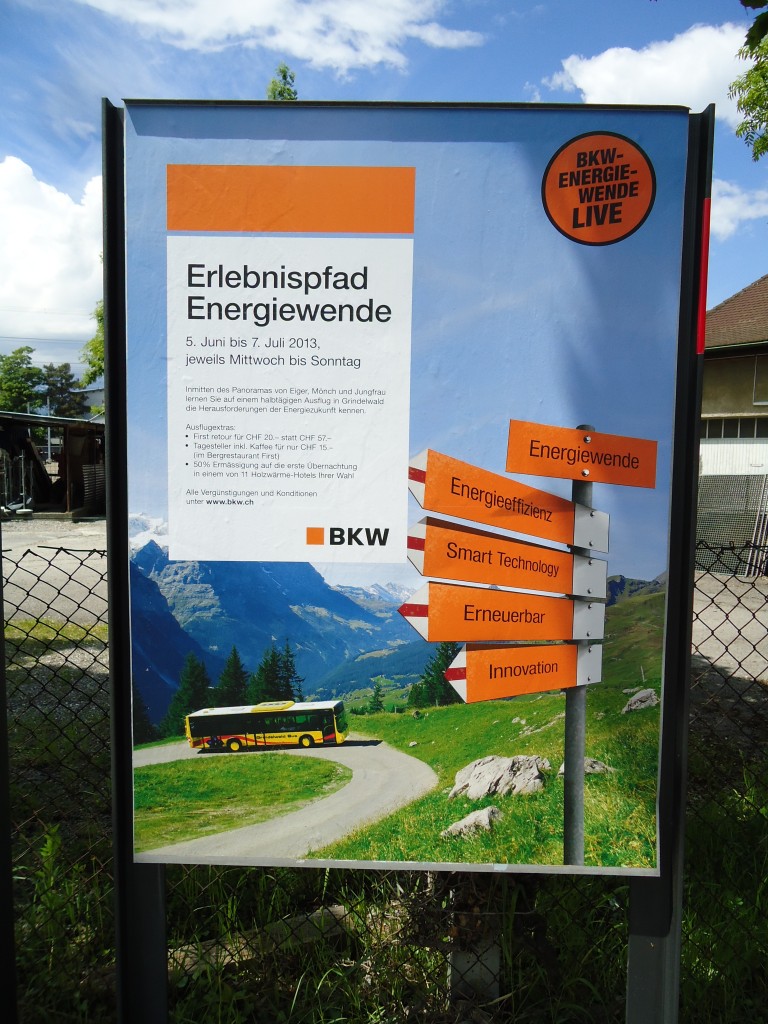 BKW-
ENERGIE-
WENDE
LIVE
Erlebnispfad
Energiewende
5. Juni bis 7. Juli 2013,
jeweils Mittwoch bis Sonntag
Inmitten des Panoramas von Eiger, Mönch und Jungfrau
lernen Sie auf einem halbtägigen Ausflug in Grindelwald
die Herausforderungen der Energiezukunft kennen.
Ausflugextras:
• First retour für CHF 20.– statt CHF 57.–
• Tagesteller inkl. Kaffee für nur CHF 15.–
(im Bergrestaurant First)
• 50% Ermässigung auf die erste Übernachtung
in einem von 11 Holzwärme-Hotels Ihrer Wahl
Alle Vergünstigungen und Konditionen
unter www.bkw.ch
BKW
Energiewende
Energieeffizienz
Smart Technology
Erneuerbar
Innovation